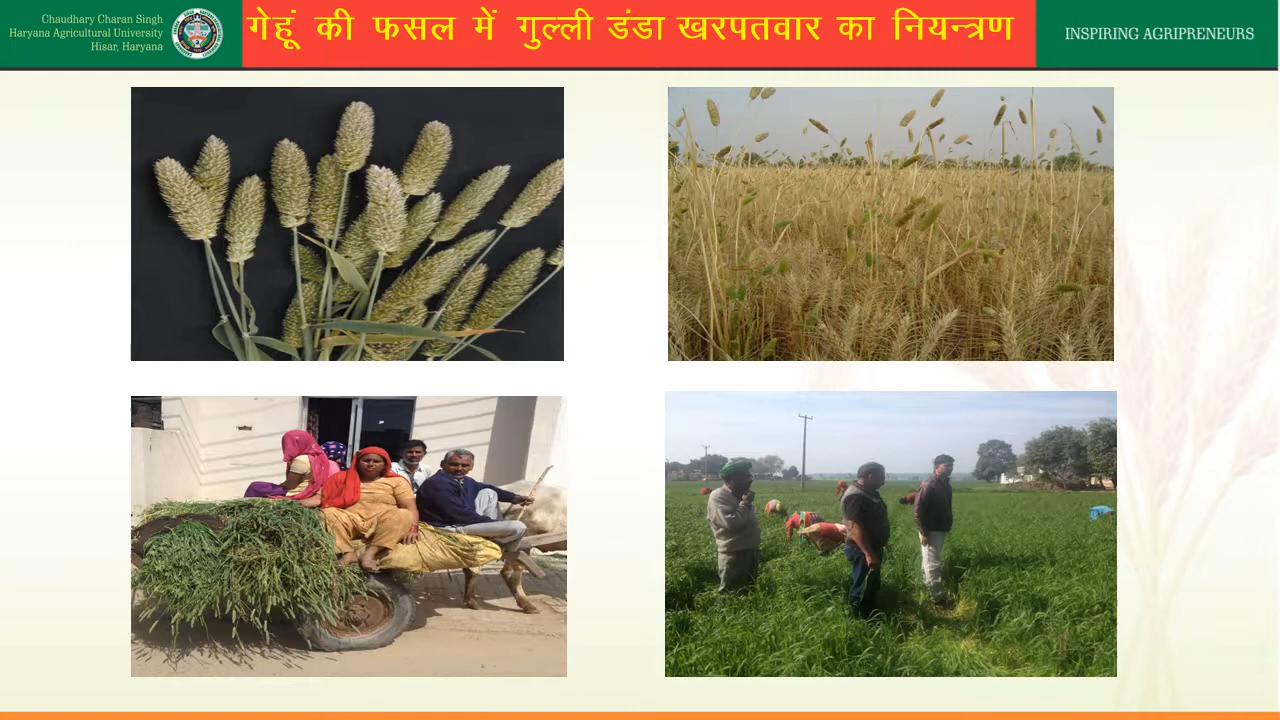 Chaudhary Charan Singh
Haryana Agricultural University
Hisar, Haryana
गेहूं की फसल में गुल्ली डंडा खरपतवार का नियन्त्रण
INSPIRING AGRIPRENEURS